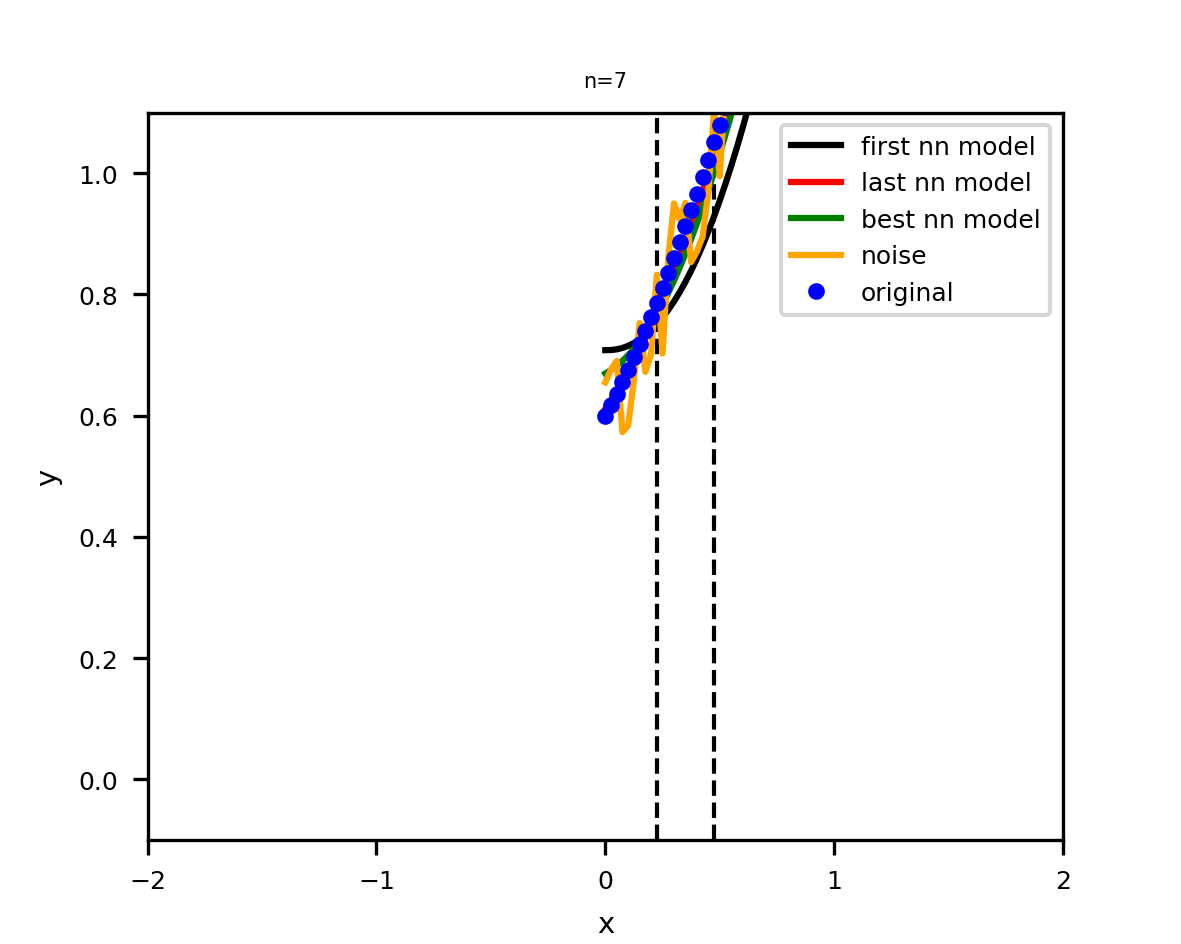 n=7
first nn model
last nn model
best nn model
noise
original
1.0
0.8
0.6
0.4
0.2
0.0
y
−2
−1
0
1
2
x